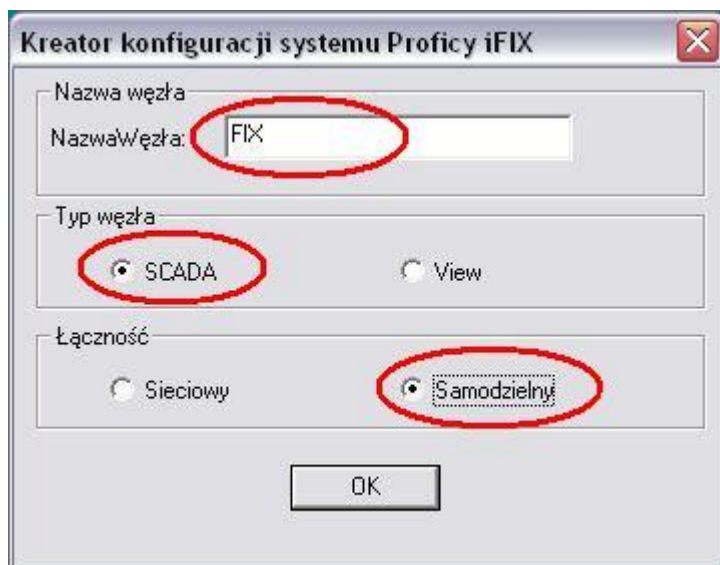 Kreator konfiguracji systemu Proficy iFIX
Nazwa węzła
NazwaWęzła: FIX
Typ węzła
SCADA View
Łączność
Sieciowy Samodzielny
OK